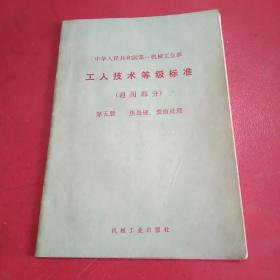 中华人民共和国第一机械工业部
工人技术等级标准
(通用部分)
第五册 热处理、表面处理
机械工业出版社